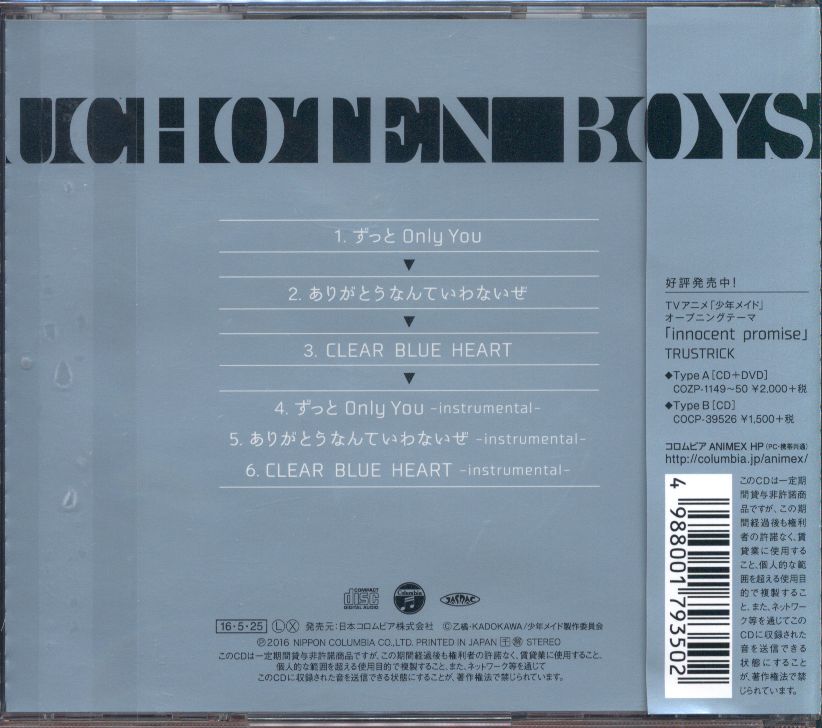 UCHOTEN BOYS
1. ずっと Only You
▼
2. ありがとうなんていわないぜ
▼
3. CLEAR BLUE HEART
▼
4. ずっと Only You –instrumental–
5. ありがとうなんていわないぜ –instrumental–
6. CLEAR BLUE HEART –instrumental–
COMPACT
disc
DIGITAL AUDIO
Columbia
JASRAC
16・5・25 Ⓛ Ⓧ 発売元:日本コロムビア株式会社 ©乙橘・KADOKAWA/少年メイド製作委員会
Ⓟ2016 NIPPON COLUMBIA CO.,LTD. PRINTED IN JAPAN STEREO
このCDは一定期間貸与非許諾商品ですが、この期間経過後も権利者の許諾なく、賃貸業に使用すること、
個人的な範囲を超える使用目的で複製すること、また、ネットワーク等を通じて
このCDに収録された音を送信できる状態にすることが、著作権法で禁じられています。
好評発売中!
TVアニメ「少年メイド」
オープニングテーマ
「innocent promise」
TRUSTRICK
◆Type A[CD+DVD]
COZP-1149〜50 ¥2,000+税
◆Type B[CD]
COCP-39526 ¥1,500+税
コロムビア ANIMEX HP (PC・携帯共通)
http://columbia.jp/animex/
4 988001 793502
このCDは一定期
間貸与非許諾商
品ですが、この期
間経過後も権利
者の許諾なく、賃
貸業に使用する
こと、個人的な範
囲を超える使用目
的で複製するこ
と、また、ネットワー
ク等を通じてこの
CDに収録された
音を送信できる
状態にすること
が、著作権法で禁
じられています。